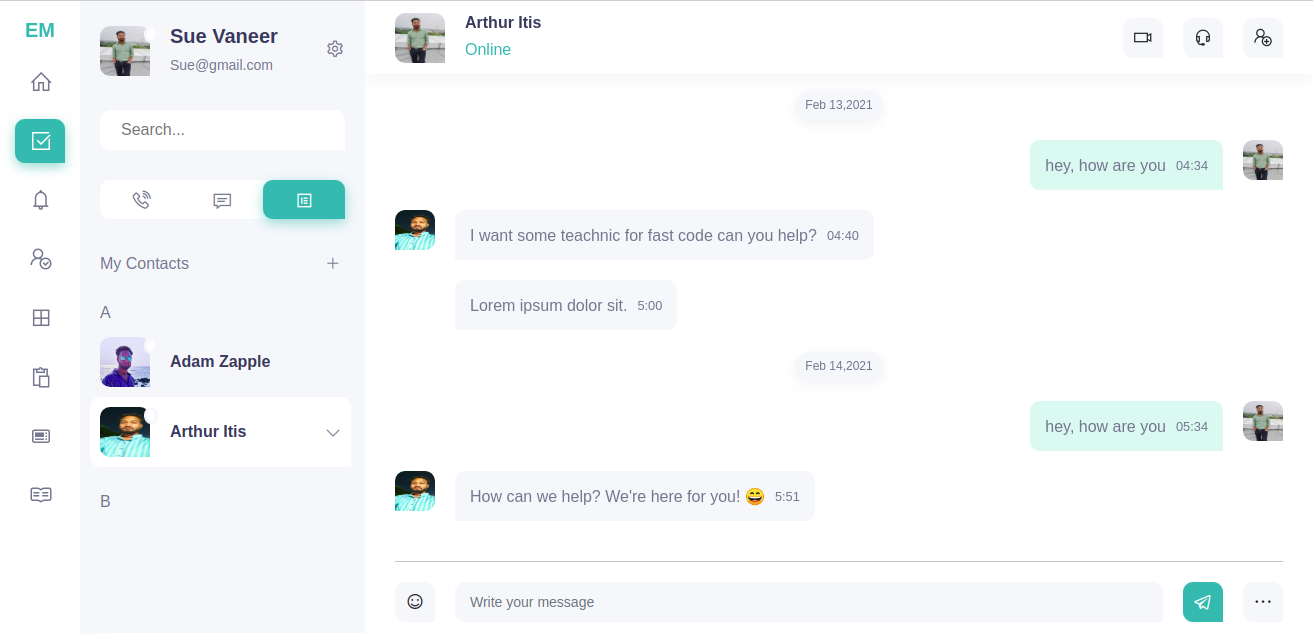 EM
Sue Vaneer
Sue@gmail.com
Search...
My Contacts
A
Adam Zapple
Arthur Itis
B
Arthur Itis
Online
Feb 13,2021
hey, how are you 04:34
I want some teachnic for fast code can you help? 04:40
Lorem ipsum dolor sit. 5:00
Feb 14,2021
hey, how are you 05:34
How can we help? We're here for you! 😄 5:51
Write your message